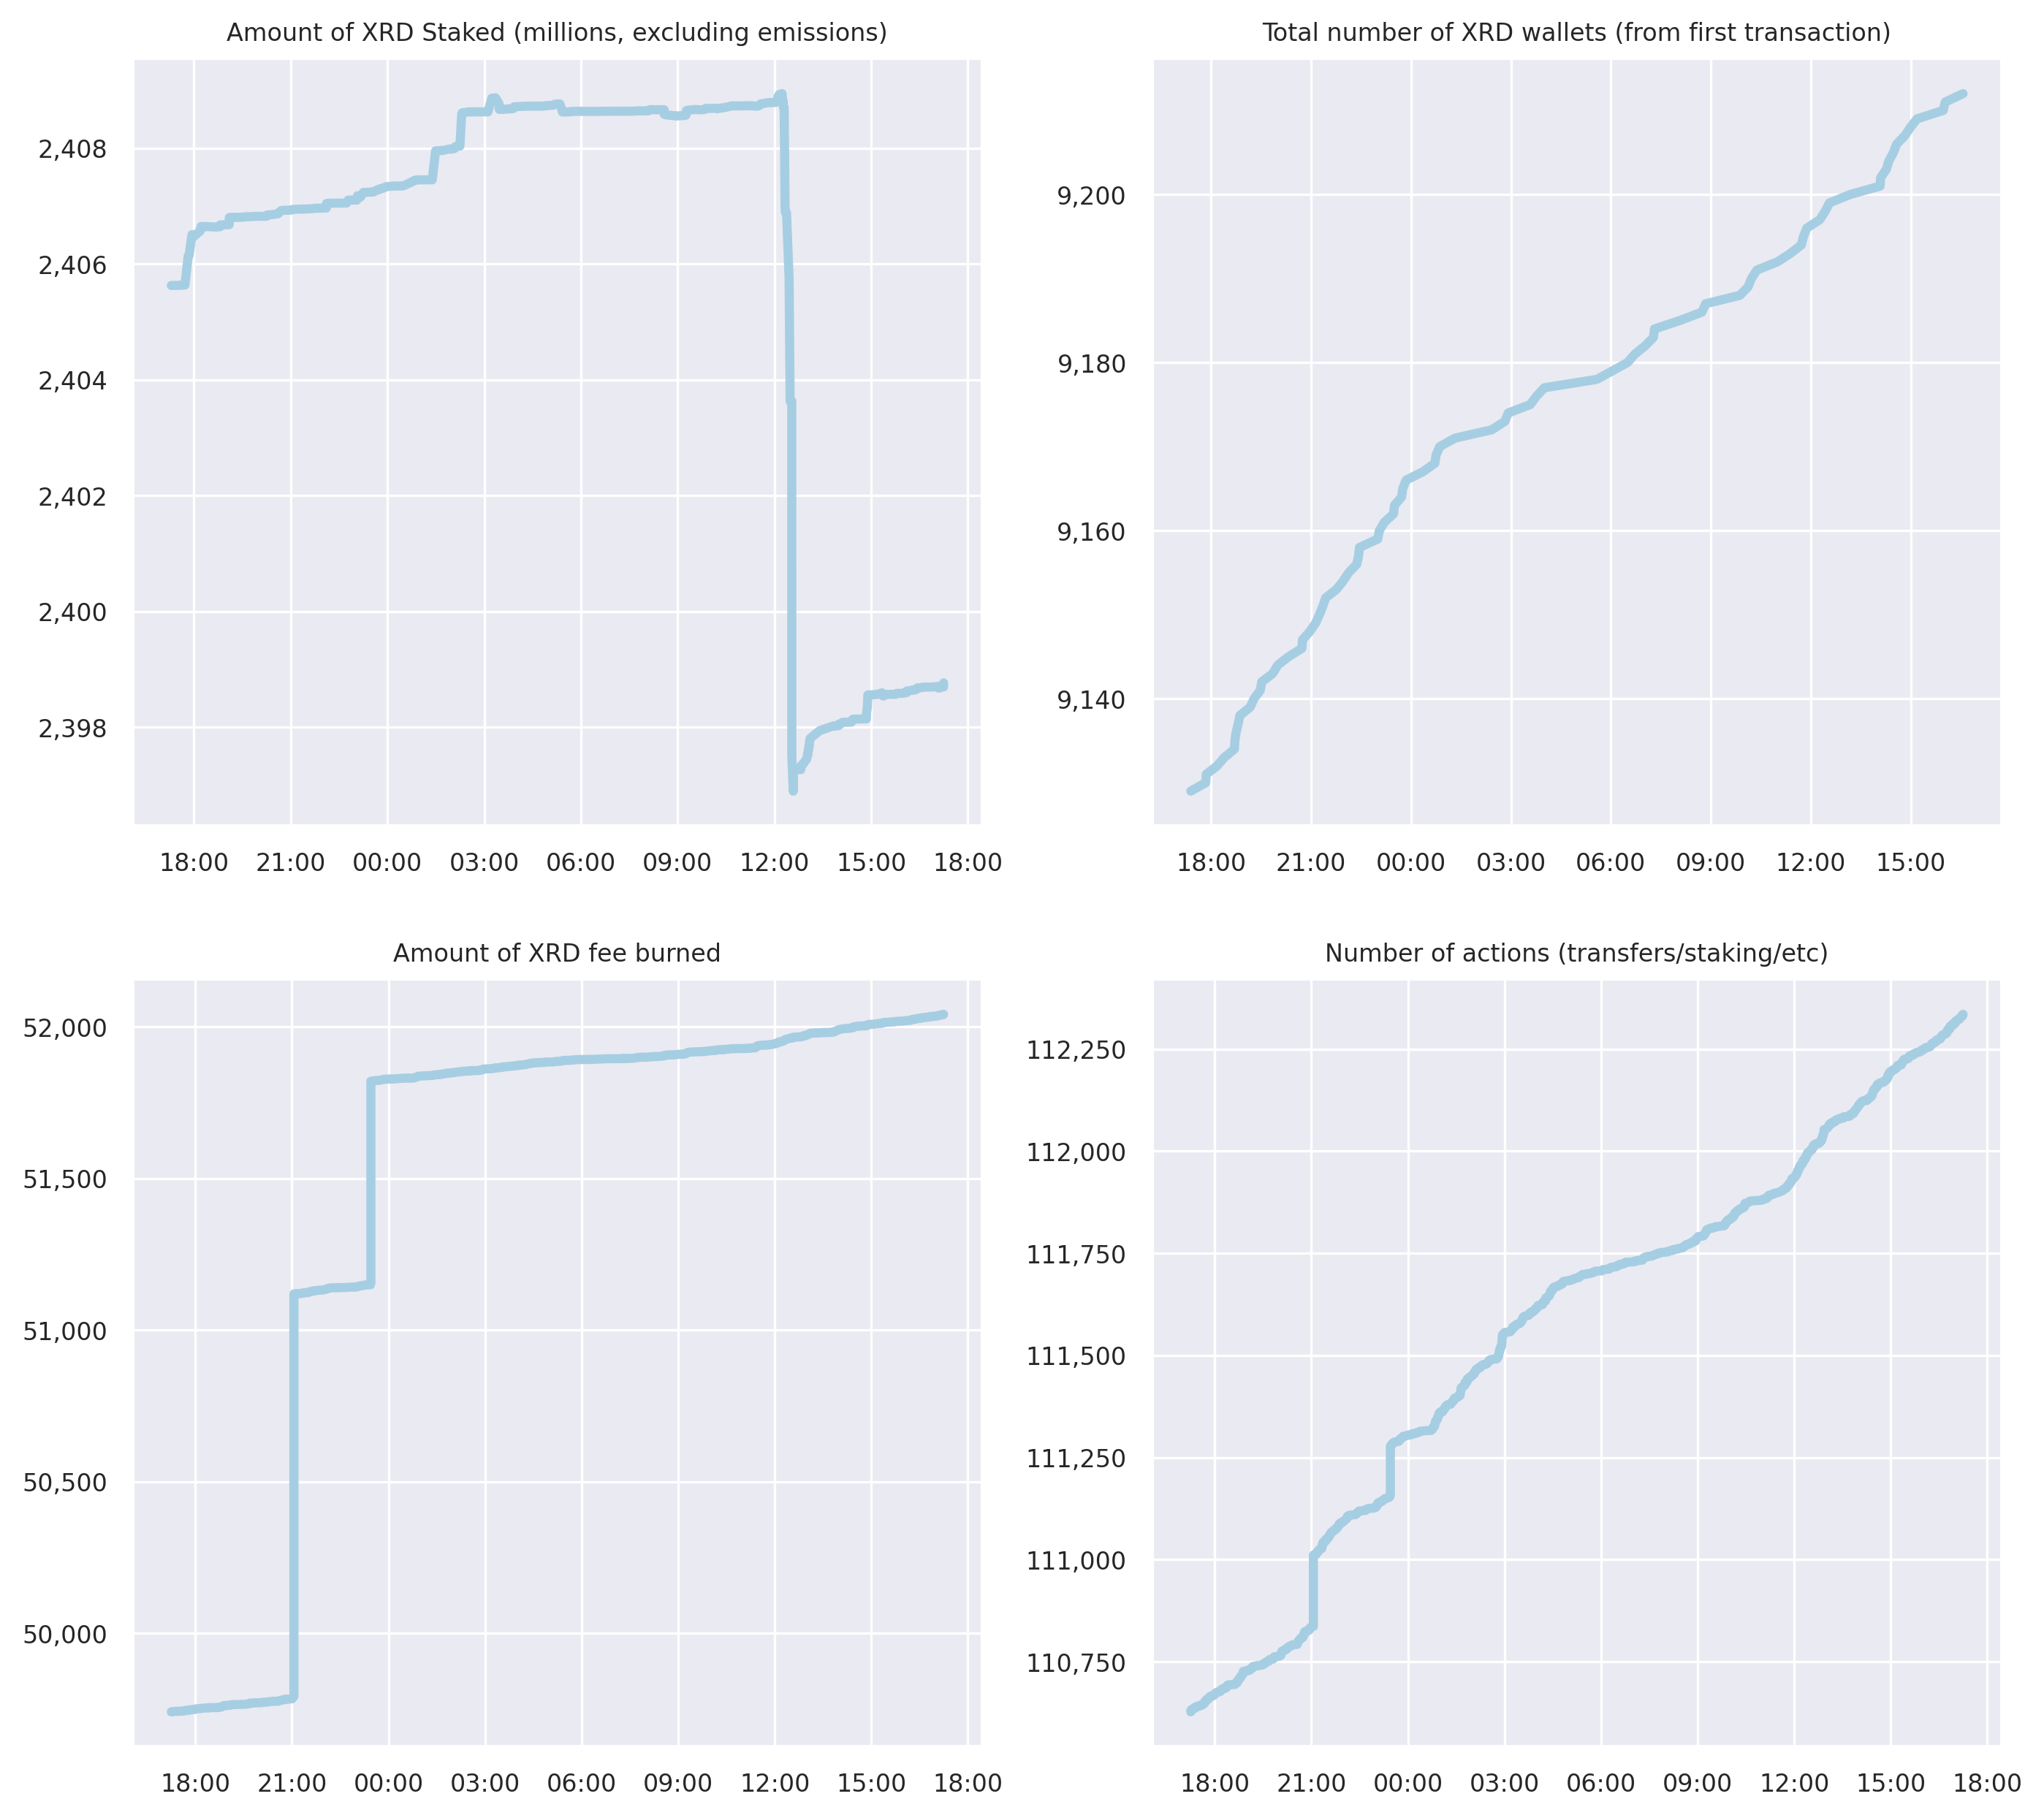 Amount of XRD Staked (millions, excluding emissions)
2,408
2,406
2,404
2,402
2,400
2,398
18:00 21:00 00:00 03:00 06:00 09:00 12:00 15:00 18:00
Total number of XRD wallets (from first transaction)
9,200
9,180
9,160
9,140
18:00 21:00 00:00 03:00 06:00 09:00 12:00 15:00
Amount of XRD fee burned
52,000
51,500
51,000
50,500
50,000
18:00 21:00 00:00 03:00 06:00 09:00 12:00 15:00 18:00
Number of actions (transfers/staking/etc)
112,250
112,000
111,750
111,500
111,250
111,000
110,750
18:00 21:00 00:00 03:00 06:00 09:00 12:00 15:00 18:00